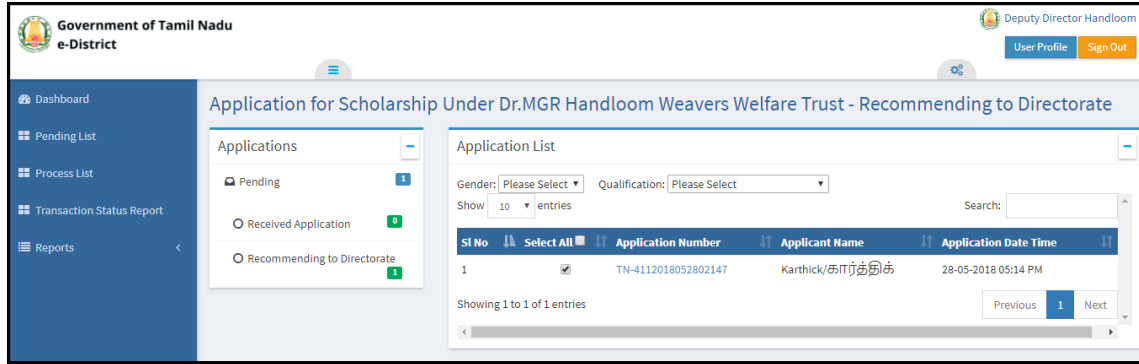 Government of Tamil Nadu
e-District
Deputy Director Handloom
User Profile Sign Out
Dashboard
Pending List
Process List
Transaction Status Report
Reports
Application for Scholarship Under Dr.MGR Handloom Weavers Welfare Trust - Recommending to Directorate
Applications
Pending 1
Received Application 0
Recommending to Directorate
1
Application List
Gender: Please Select Qualification: Please Select
Show 10 entries Search:
Sl No Select All Application Number Applicant Name Application Date Time
1 TN-4112018052802147 Karthick/கார்த்திக் 28-05-2018 05:14 PM
Showing 1 to 1 of 1 entries
Previous 1 Next